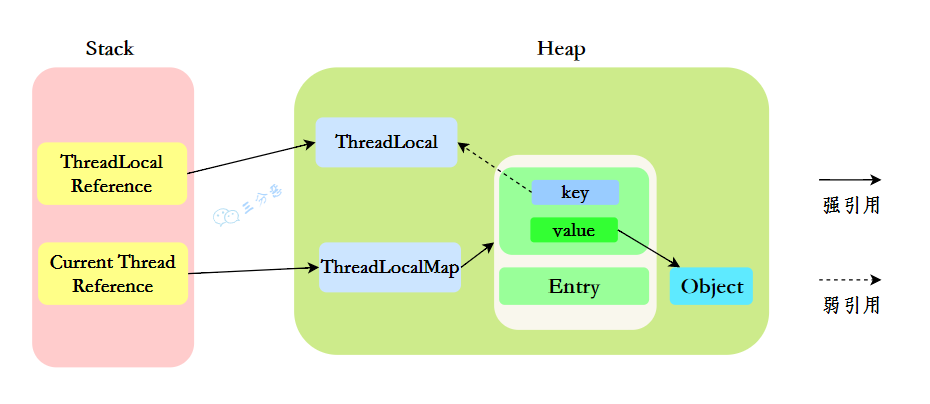 Stack
Heap
ThreadLocal
Reference
ThreadLocal
Current Thread
Reference
ThreadLocalMap
key
value
Entry
Object
强引用
弱引用
三分恶